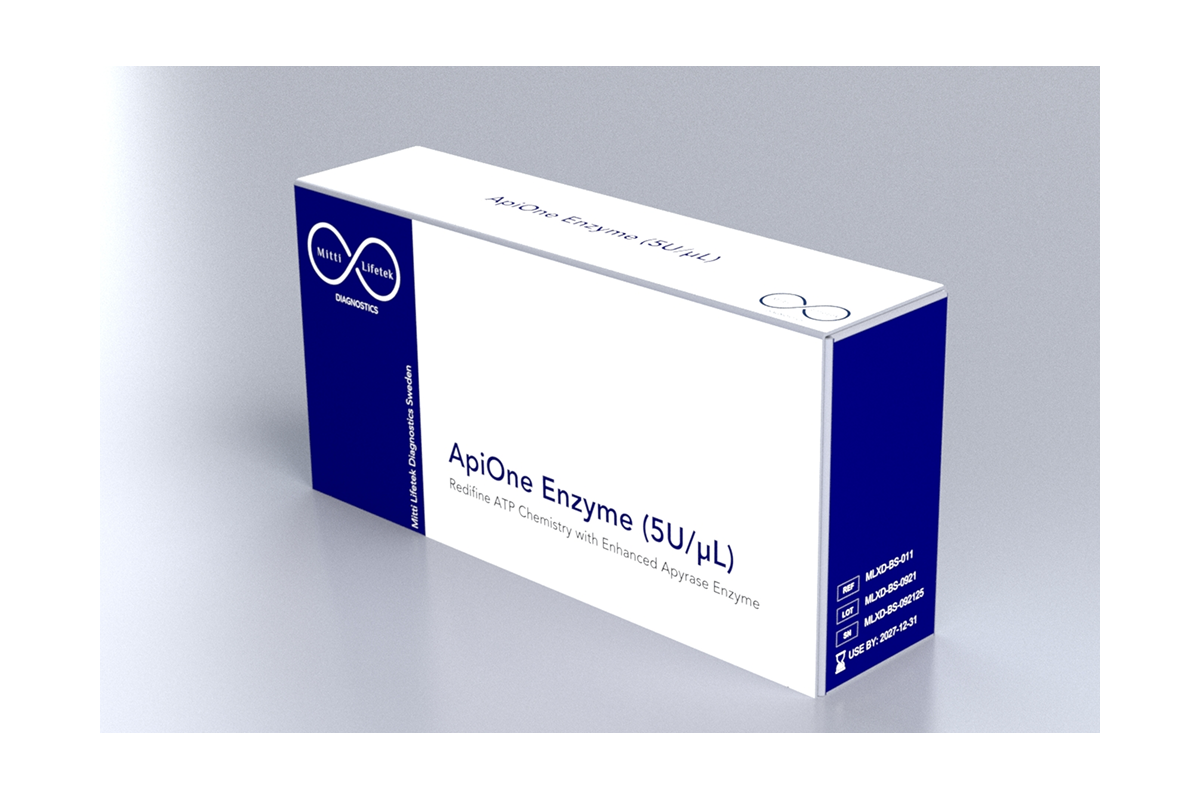 ApiOne Enzyme (5U/µL)
Mitti
Lifetek
DIAGNOSTICS
Mitti Lifetek Diagnostics Sweden
ApiOne Enzyme (5U/µL)
Redifine ATP Chemistry with Enhanced Apyrase Enzyme
REF MLXD-BS-011
LOT MLXD-BS-0921
SN MLXD-BS-092125
USE BY: 2027-12-31